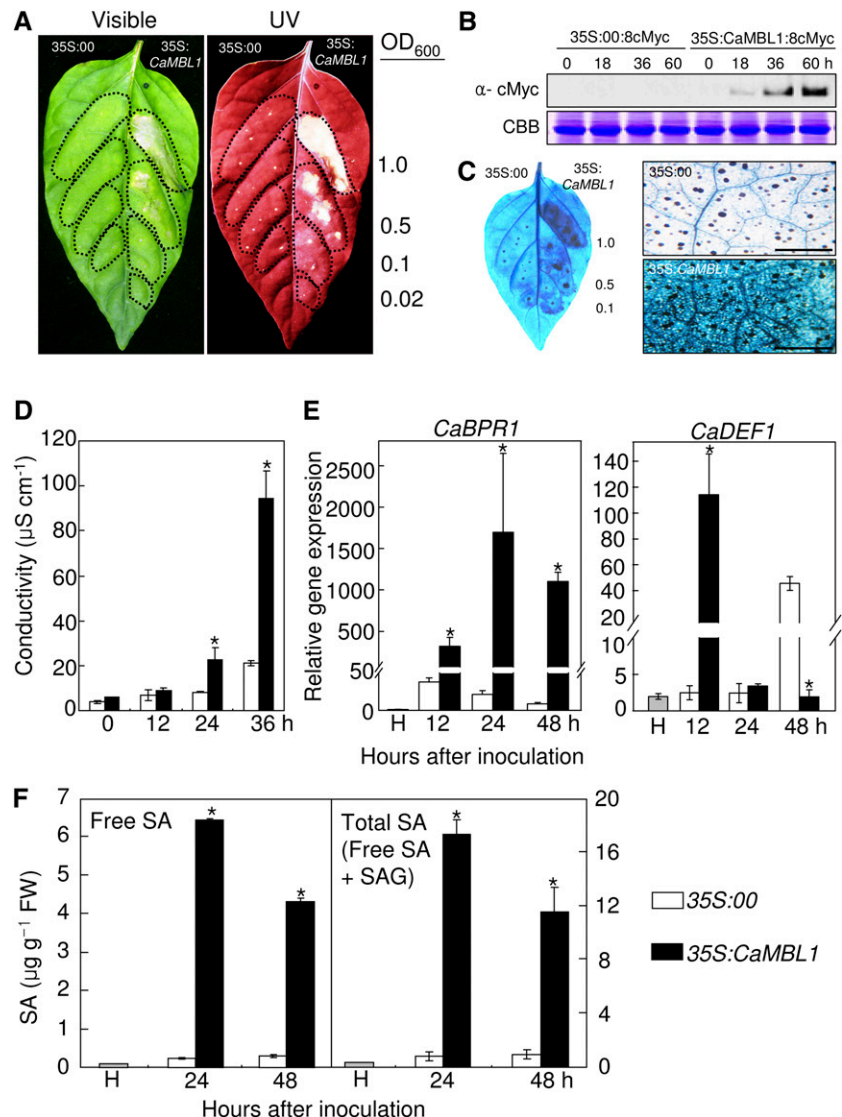 A
Visible
UV
35S:00
35S:
CaMBL1
35S:00
35S:
CaMBL1
OD600
1.0
0.5
0.1
0.02
B
35S:00:8cMyc
35S:CaMBL1:8cMyc
0 18 36 60 0 18 36 60 h
α- cMyc
CBB
C
35S:00
35S:
CaMBL1
1.0
0.5
0.1
35S:00
35S:CaMBL1
D
Conductivity (µS cm⁻¹)
120
100
80
60
40
20
0
0 12 24 36 h
* *
E
CaBPR1
CaDEF1
Relative gene expression
2500
2000
1500
1000
500
50
0
H 12 24 48 h
* * *
140
120
100
80
60
40
20
10
5
0
H 12 24 48 h
* *
Hours after inoculation
F
SA (µg g⁻¹ FW)
7
6
5
4
3
2
1
0
Free SA
* *
H 24 48
Total SA
(Free SA
+ SAG)
* *
H 24 48 h
20
16
12
8
4
0
Hours after inoculation
35S:00
35S:CaMBL1